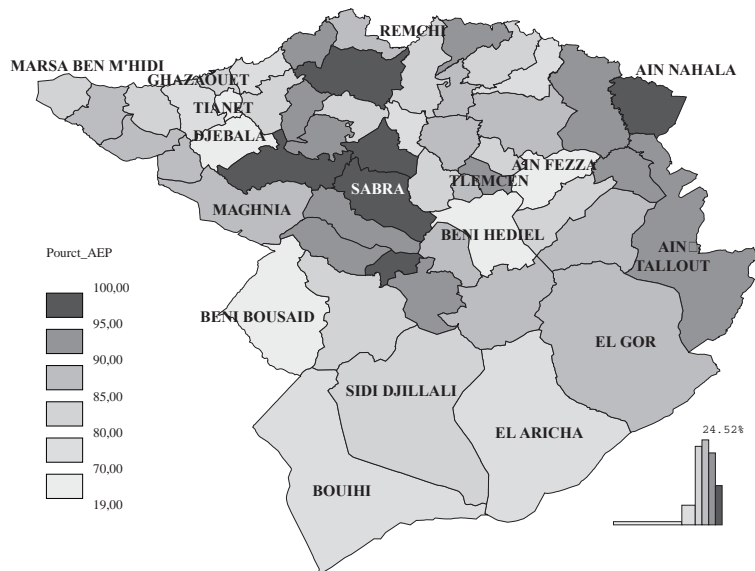 REMCHI
MARSA BEN M'HIDI
AIN NAHALA
GHAZAOUET
TIANET
DJEBALA
AIN FEZZA
TLEMCEN
SABRA
MAGHNIA
BENI HEDIEL
AIN□
TALLOUT
Pourct_AEP
100,00
95,00
90,00
85,00
80,00
70,00
19,00
BENI BOUSAID
EL GOR
SIDI DJILLALI
EL ARICHA
24.52%
BOUIHI